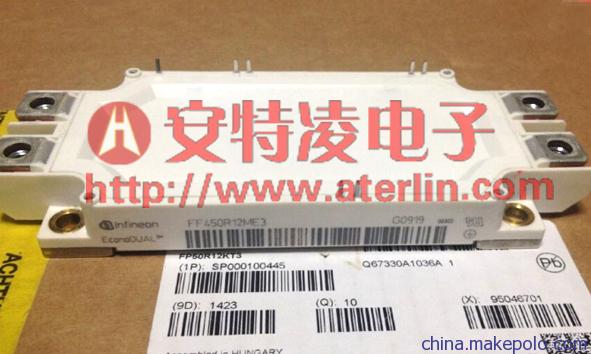 安特凌电子
http://www.aterlin.com
infineon
FF450R12ME3
G0919
EconoDUAL™
FP50R12KT3
(1P): SP000100445
Q67330A1036A 1
Pb
(9D): 1423
(Q): 10
(X): 95046701
Assembled in HUNGARY
china.makepolo.com